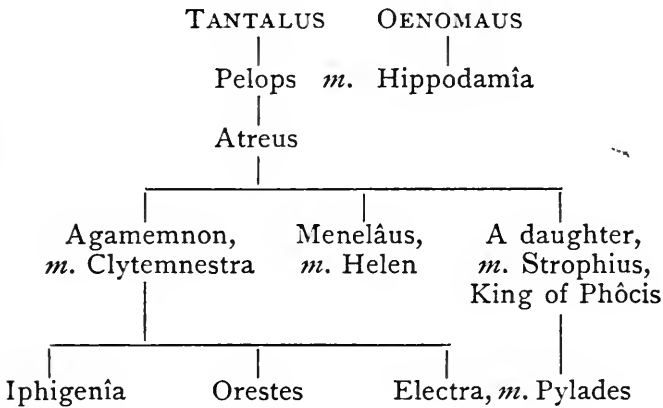 TANTALUS OENOMAUS
Pelops m. Hippodamîa
Atreus
Agamemnon, Menelâus, A daughter,
m. Clytemnestra m. Helen m. Strophius,
King of Phôcis
Iphigenîa Orestes Electra, m. Pylades